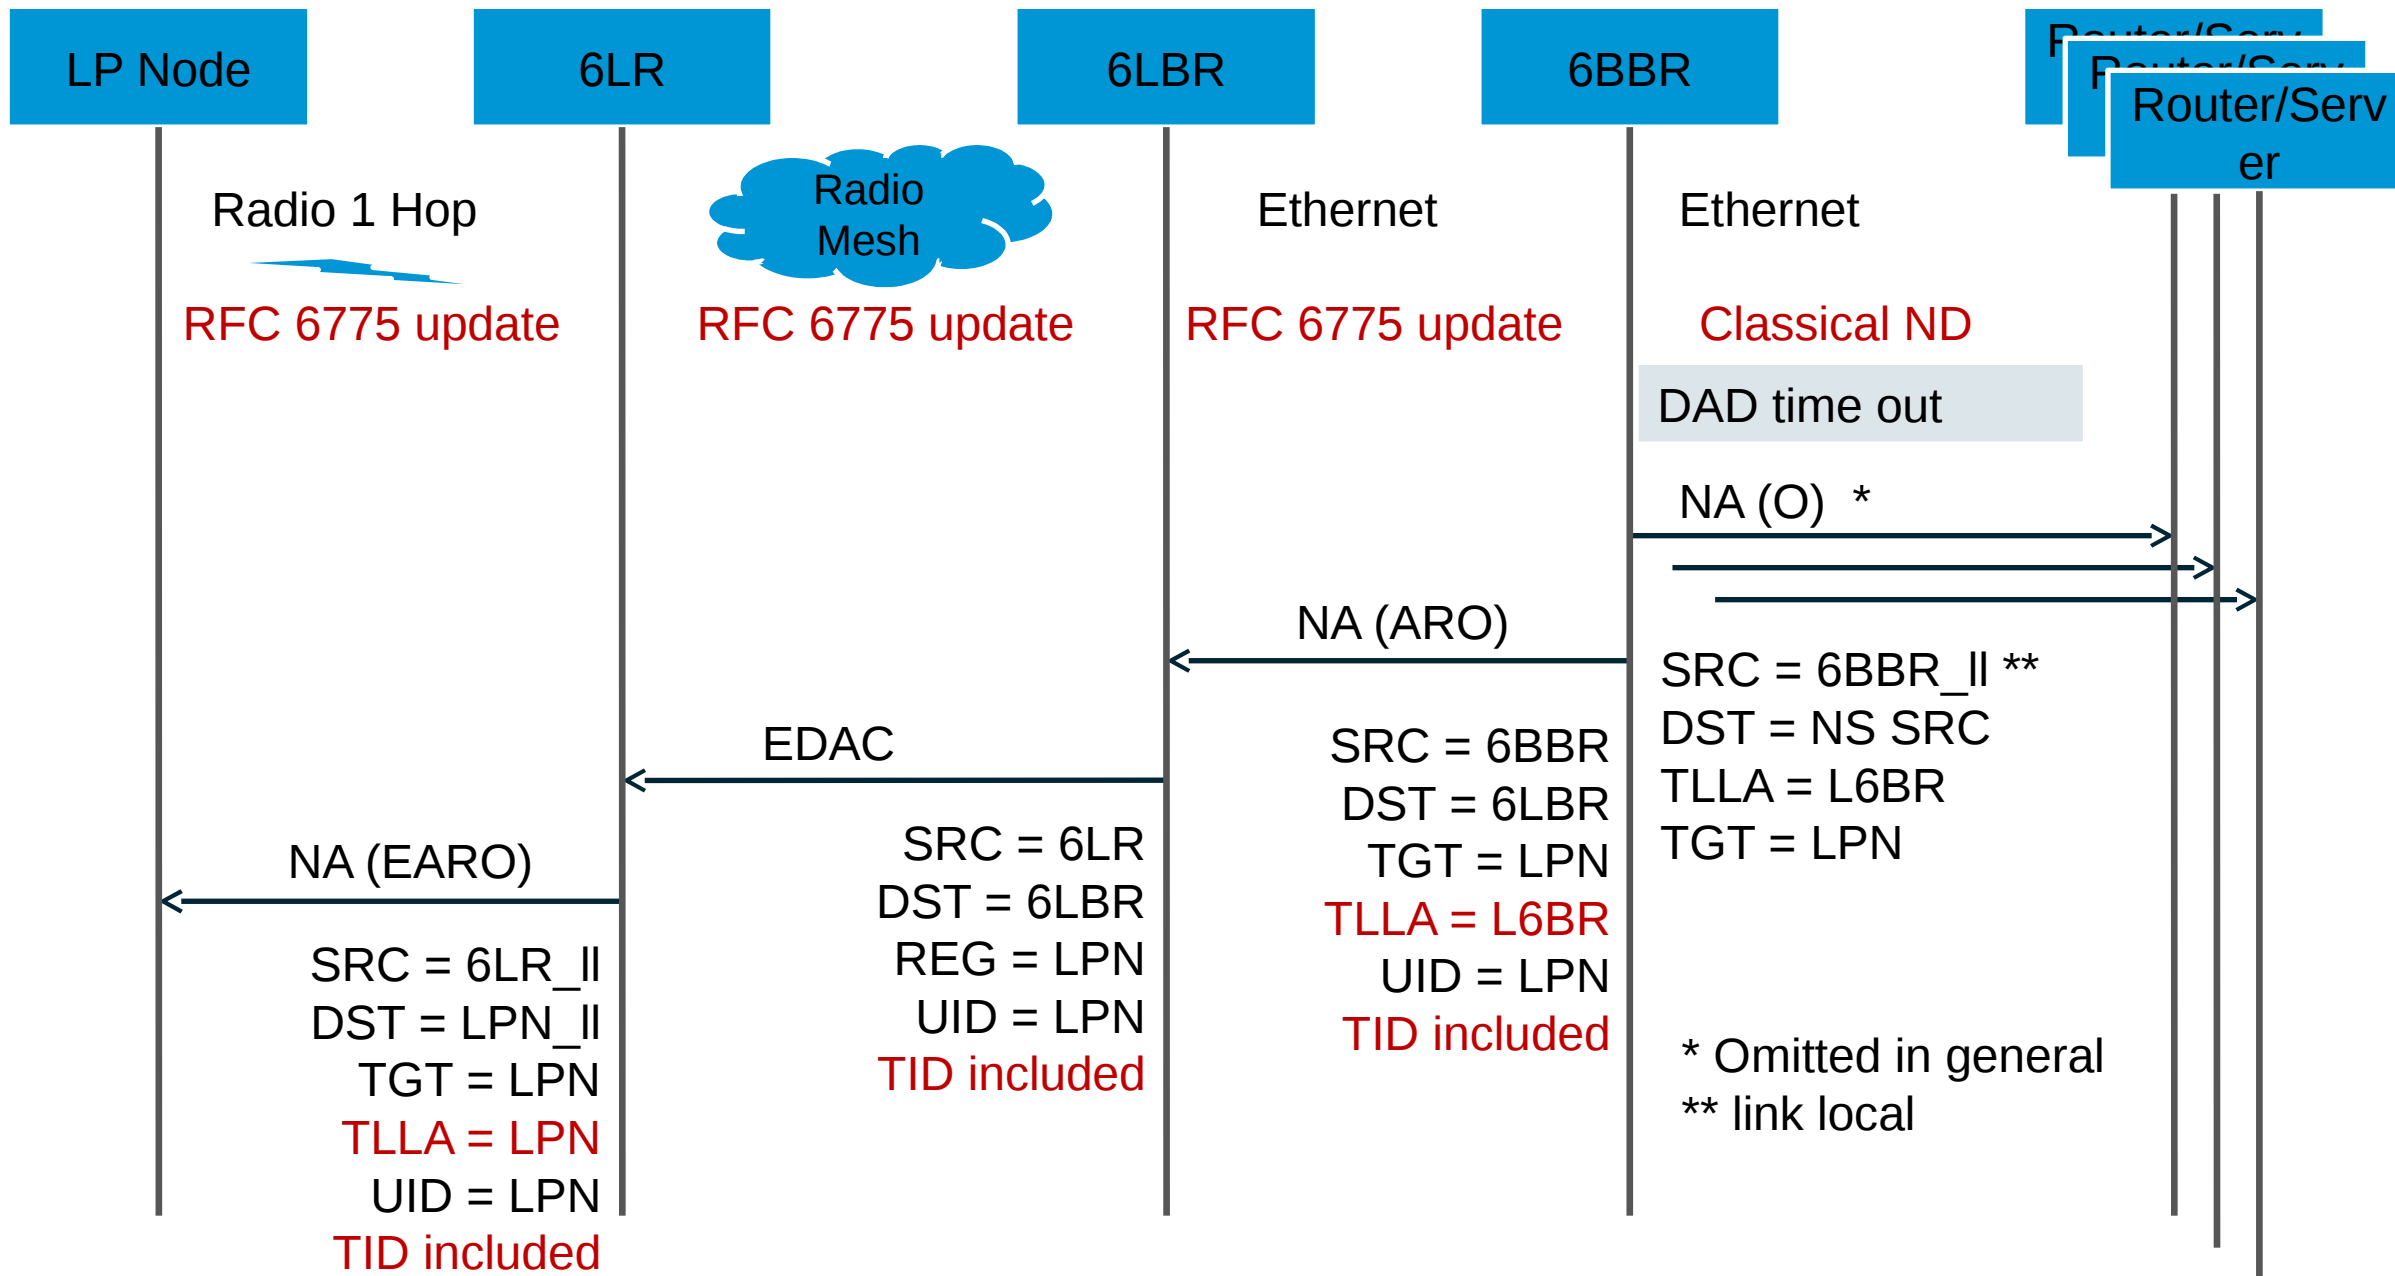 LP Node
6LR
6LBR
6BBR
Router/Serv
Router/Serv
Router/Serv
er
Radio 1 Hop
Radio
Mesh
Ethernet
Ethernet
RFC 6775 update
RFC 6775 update
RFC 6775 update
Classical ND
DAD time out
NA (O)  *
NA (ARO)
SRC = 6BBR_ll **
DST = NS SRC
TLLA = L6BR
TGT = LPN
EDAC
SRC = 6BBR
DST = 6LBR
TGT = LPN
TLLA = L6BR
UID = LPN
TID included
NA (EARO)
SRC = 6LR
DST = 6LBR
REG = LPN
UID = LPN
TID included
SRC = 6LR_ll
DST = LPN_ll
TGT = LPN
TLLA = LPN
UID = LPN
TID included
* Omitted in general
** link local